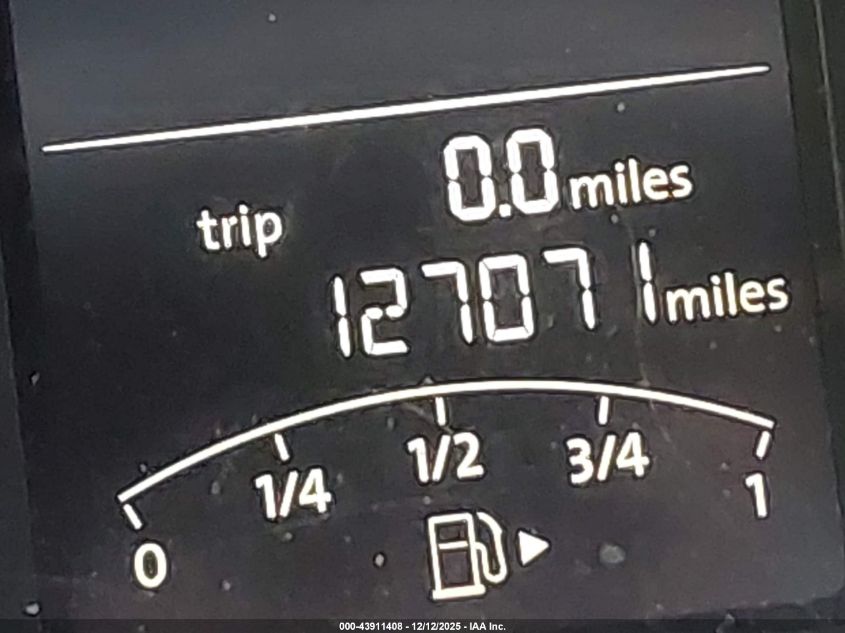 0.0 miles
trip
127071 miles
0 1/4 1/2 3/4 1
000-43911408 - 12/12/2025 - IAA Inc.